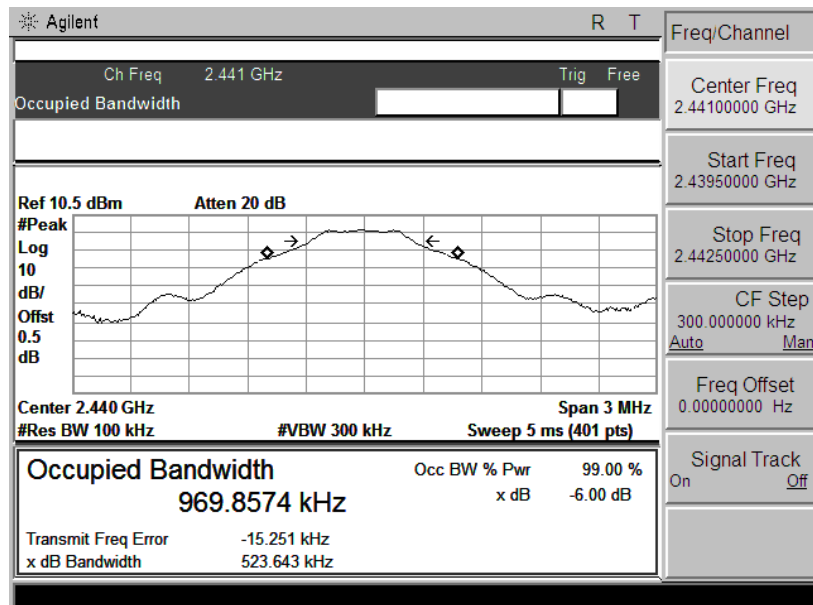 Agilent R T
Freq/Channel
Ch Freq 2.441 GHz Trig Free
Occupied Bandwidth
Center Freq
2.44100000 GHz
Start Freq
2.43950000 GHz
Stop Freq
2.44250000 GHz
CF Step
300.000000 kHz
Auto Man
Freq Offset
0.00000000 Hz
Signal Track
On Off
Ref 10.5 dBm Atten 20 dB
#Peak
Log
10
dB/
Offst
0.5
dB
Center 2.440 GHz Span 3 MHz
#Res BW 100 kHz #VBW 300 kHz Sweep 5 ms (401 pts)
Occupied Bandwidth Occ BW % Pwr 99.00 %
969.8574 kHz x dB -6.00 dB
Transmit Freq Error -15.251 kHz
x dB Bandwidth 523.643 kHz